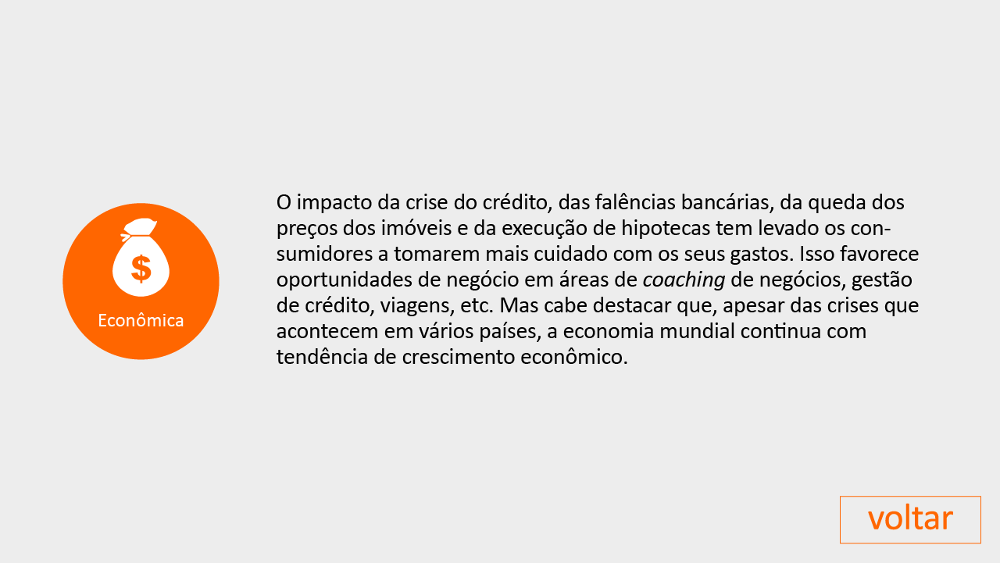 $
Econômica
O impacto da crise do crédito, das falências bancárias, da queda dos
preços dos imóveis e da execução de hipotecas tem levado os con-
sumidores a tomarem mais cuidado com os seus gastos. Isso favorece
oportunidades de negócio em áreas de coaching de negócios, gestão
de crédito, viagens, etc. Mas cabe destacar que, apesar das crises que
acontecem em vários países, a economia mundial continua com
tendência de crescimento econômico.
voltar